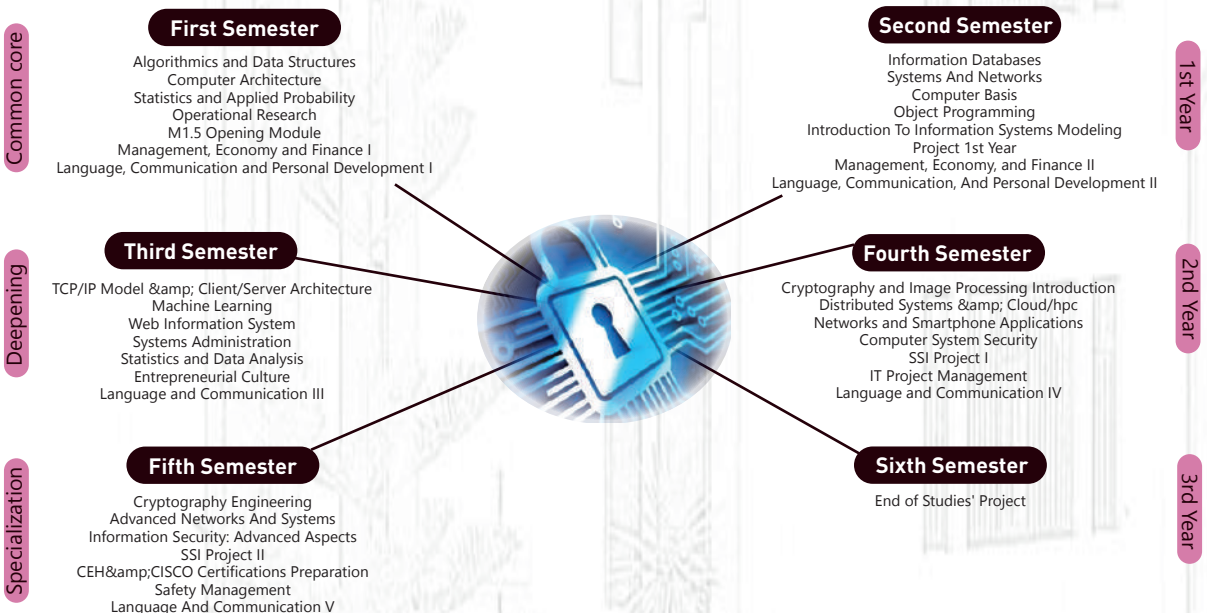 Common core
First Semester
Algorithmics and Data Structures
Computer Architecture
Statistics and Applied Probability
Operational Research
M1.5 Opening Module
Management, Economy and Finance I
Language, Communication and Personal Development I
Second Semester
Information Databases
Systems And Networks
Computer Basis
Object Programming
Introduction To Information Systems Modeling
Project 1st Year
Management, Economy, and Finance II
Language, Communication, And Personal Development II
1st Year
Deepening
Third Semester
TCP/IP Model &amp; Client/Server Architecture
Machine Learning
Web Information System
Systems Administration
Statistics and Data Analysis
Entrepreneurial Culture
Language and Communication III
Fourth Semester
Cryptography and Image Processing Introduction
Distributed Systems &amp; Cloud/hpc
Networks and Smartphone Applications
Computer System Security
SSI Project I
IT Project Management
Language and Communication IV
2nd Year
Specialization
Fifth Semester
Cryptography Engineering
Advanced Networks And Systems
Information Security: Advanced Aspects
SSI Project II
CEH&amp;CISCO Certifications Preparation
Safety Management
Language And Communication V
Sixth Semester
End of Studies' Project
3rd Year